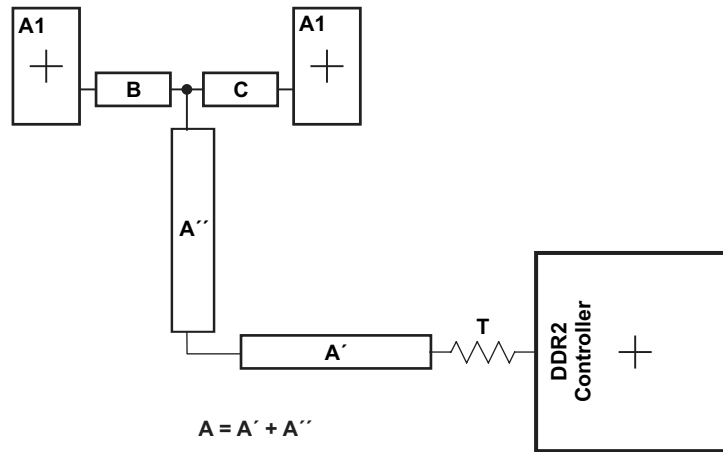 A1
A1
B
C
A´´
T
A´
DDR2
Controller
A = A´ + A´´